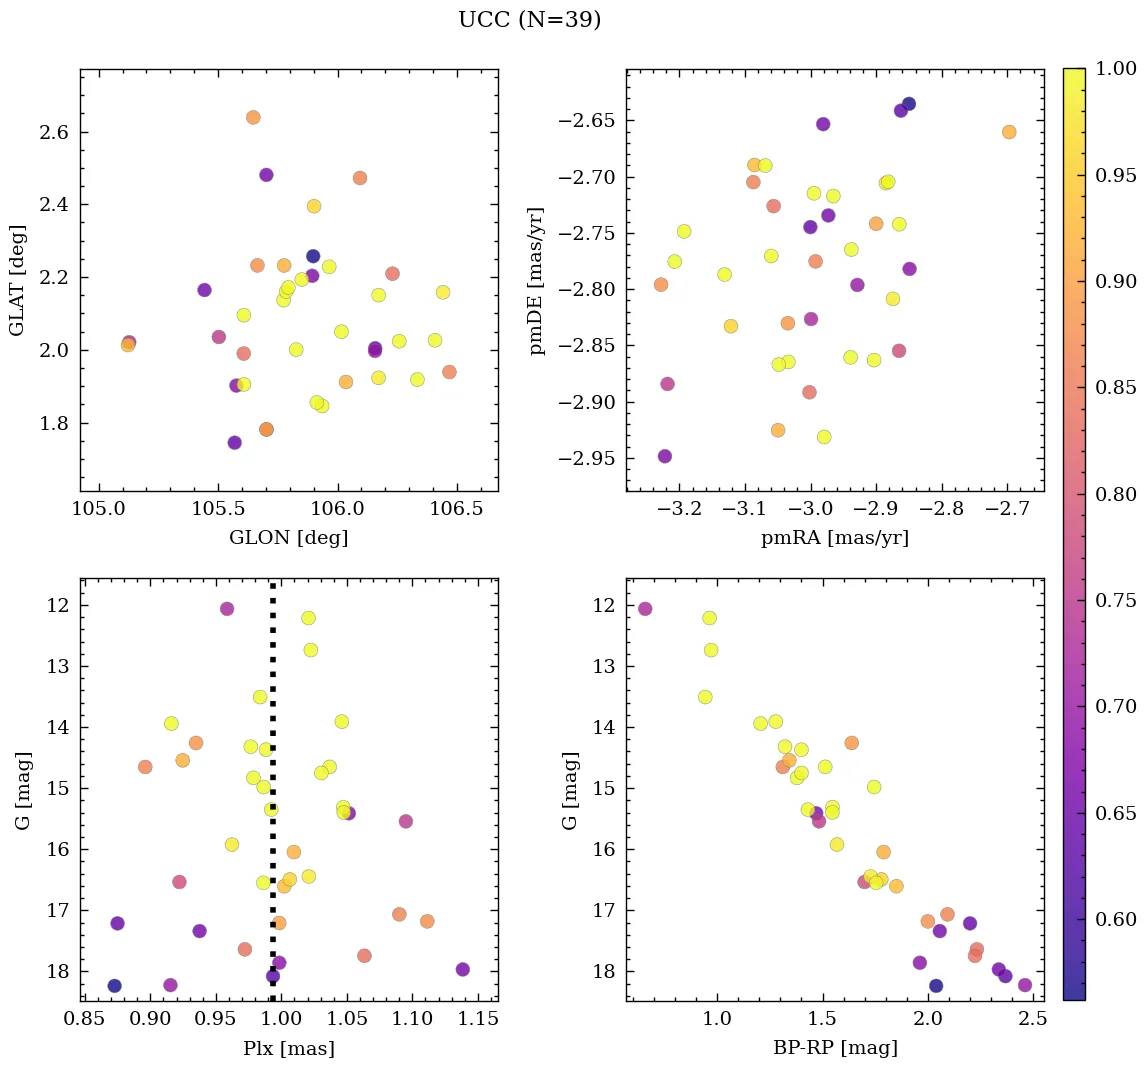 UCC (N=39)
2.6
2.4
2.2
2.0
1.8
GLAT [deg]
105.0 105.5 106.0 106.5
GLON [deg]
−2.65
−2.70
−2.75
−2.80
−2.85
−2.90
−2.95
pmDE [mas/yr]
−3.2 −3.1 −3.0 −2.9 −2.8 −2.7
pmRA [mas/yr]
12
13
14
15
16
17
18
G [mag]
0.85 0.90 0.95 1.00 1.05 1.10 1.15
Plx [mas]
12
13
14
15
16
17
18
G [mag]
1.0 1.5 2.0 2.5
BP-RP [mag]
1.00
0.95
0.90
0.85
0.80
0.75
0.70
0.65
0.60